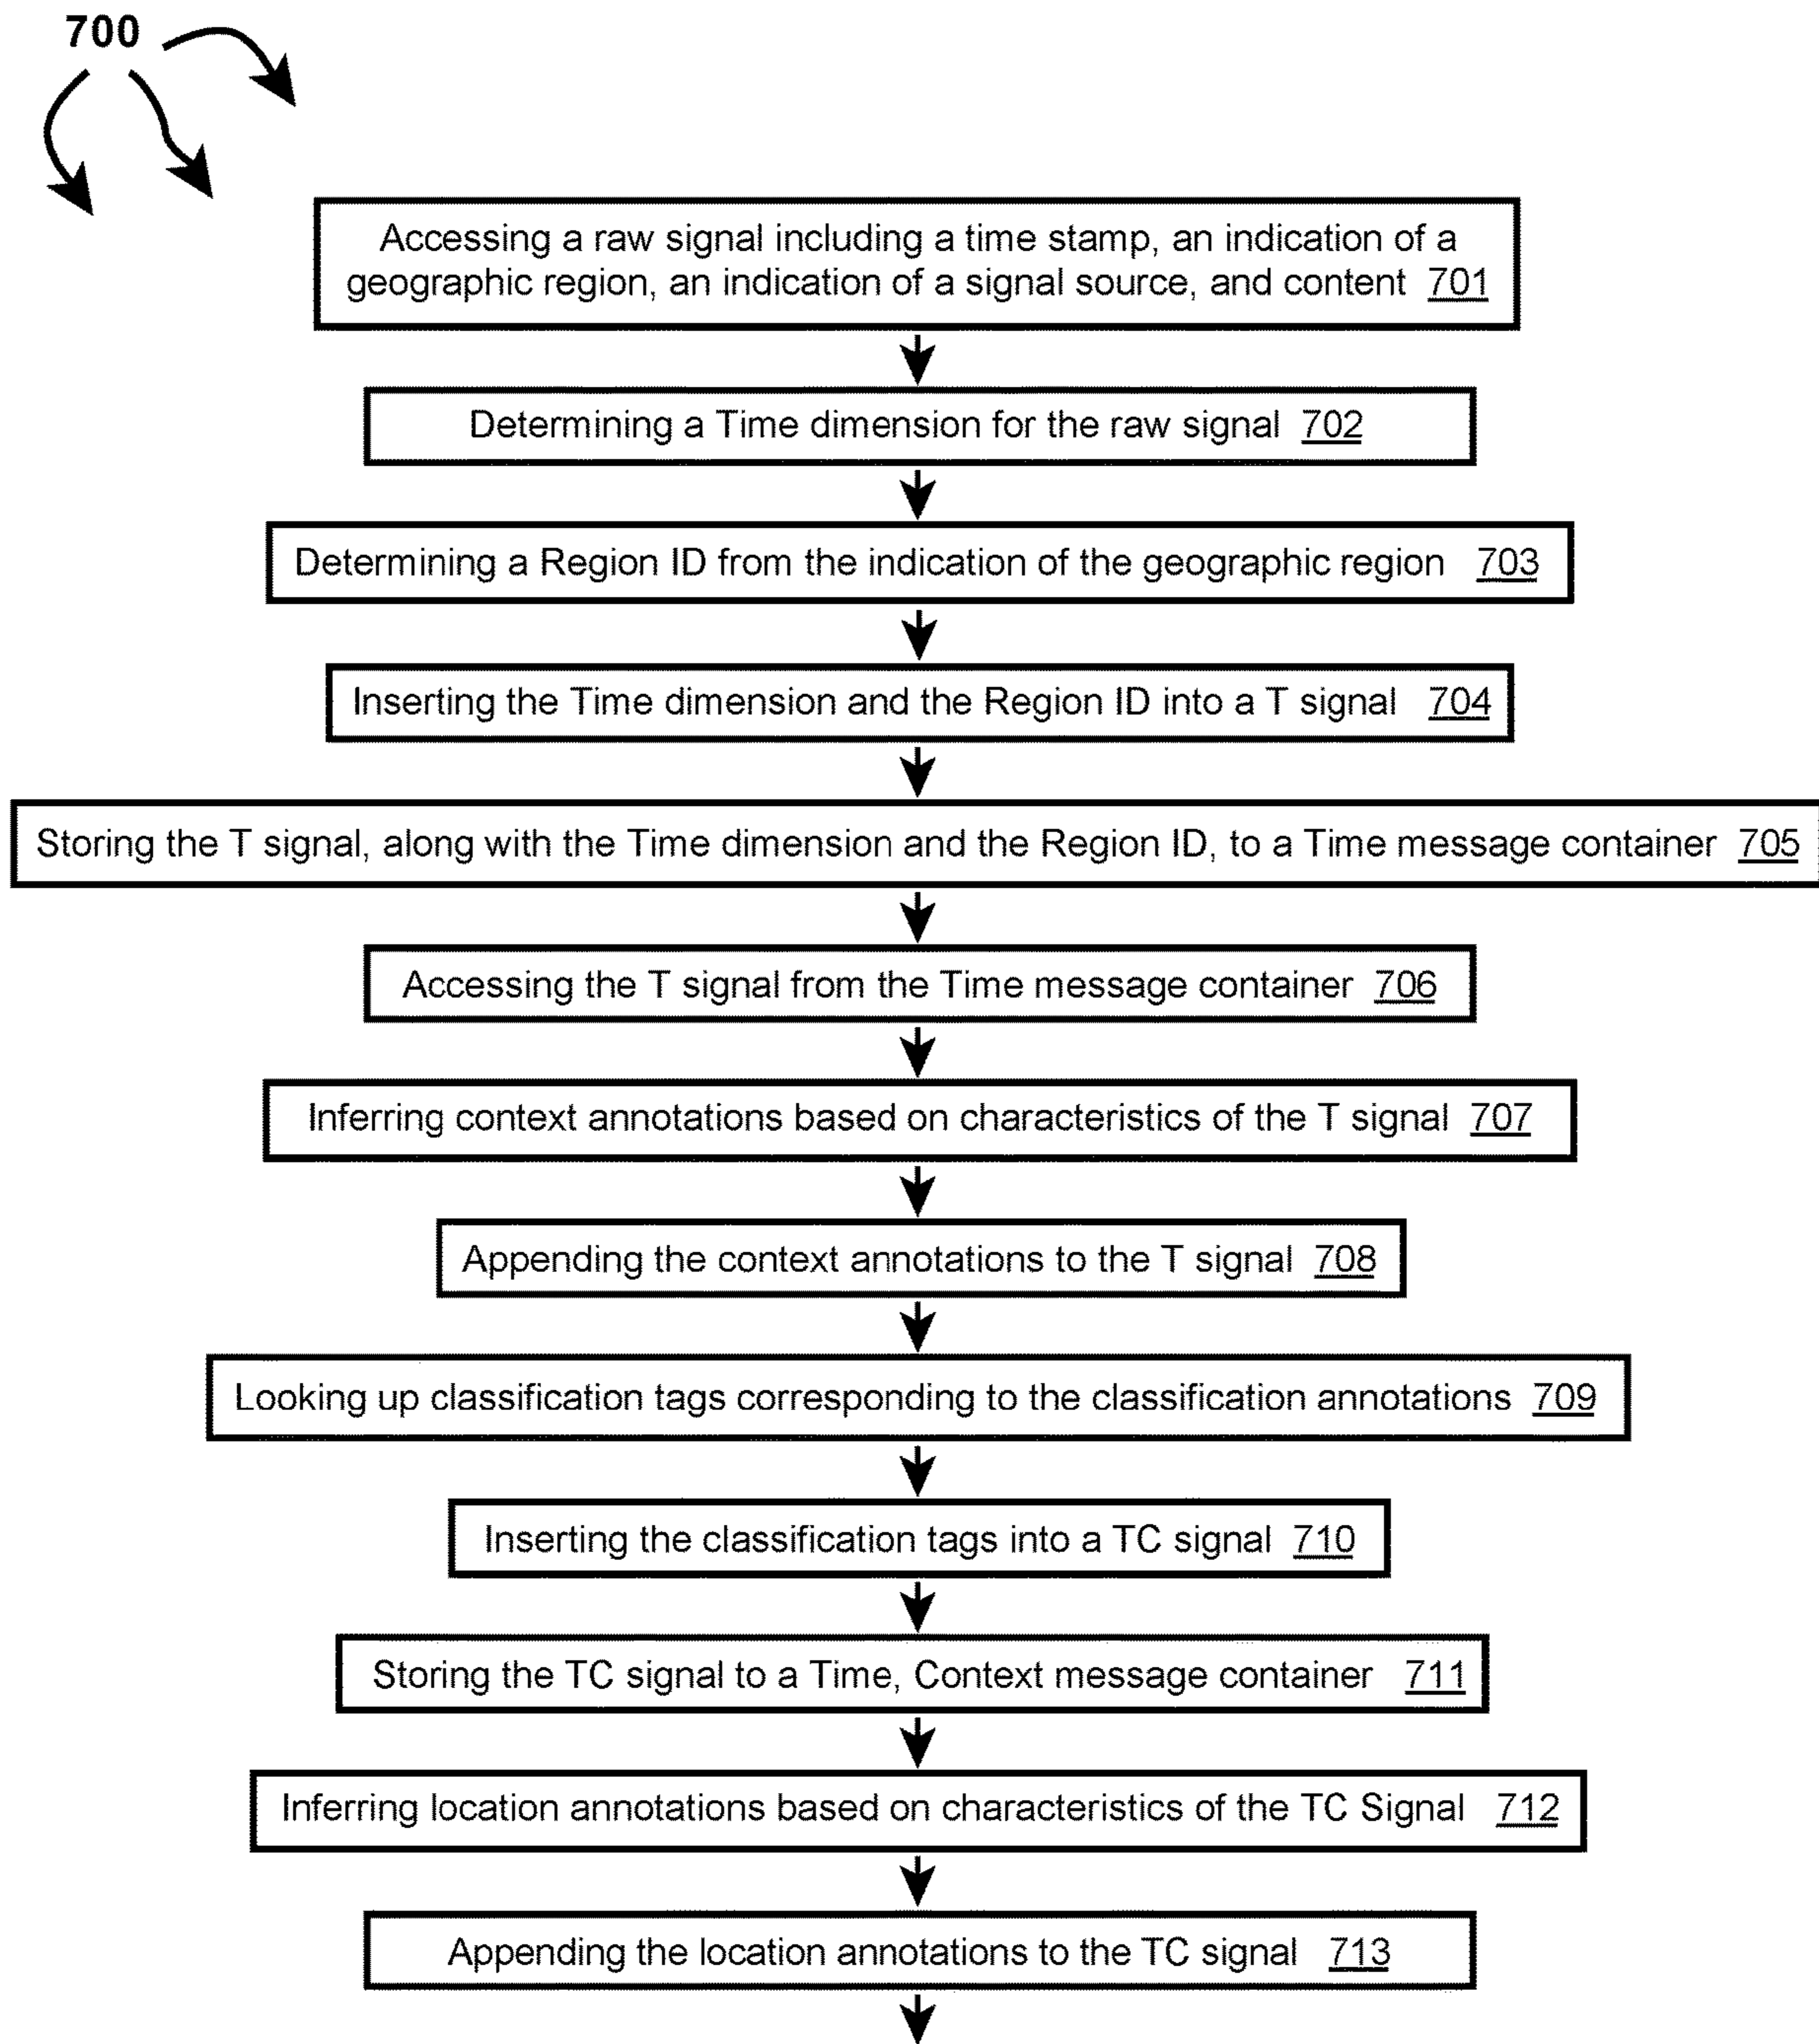 700
Accessing a raw signal including a time stamp, an indication of a
geographic region, an indication of a signal source, and content 701
Determining a Time dimension for the raw signal 702
Determining a Region ID from the indication of the geographic region 703
Inserting the Time dimension and the Region ID into a T signal 704
Storing the T signal, along with the Time dimension and the Region ID, to a Time message container 705
Accessing the T signal from the Time message container 706
Inferring context annotations based on characteristics of the T signal 707
Appending the context annotations to the T signal 708
Looking up classification tags corresponding to the classification annotations 709
Inserting the classification tags into a TC signal 710
Storing the TC signal to a Time, Context message container 711
Inferring location annotations based on characteristics of the TC Signal 712
Appending the location annotations to the TC signal 713